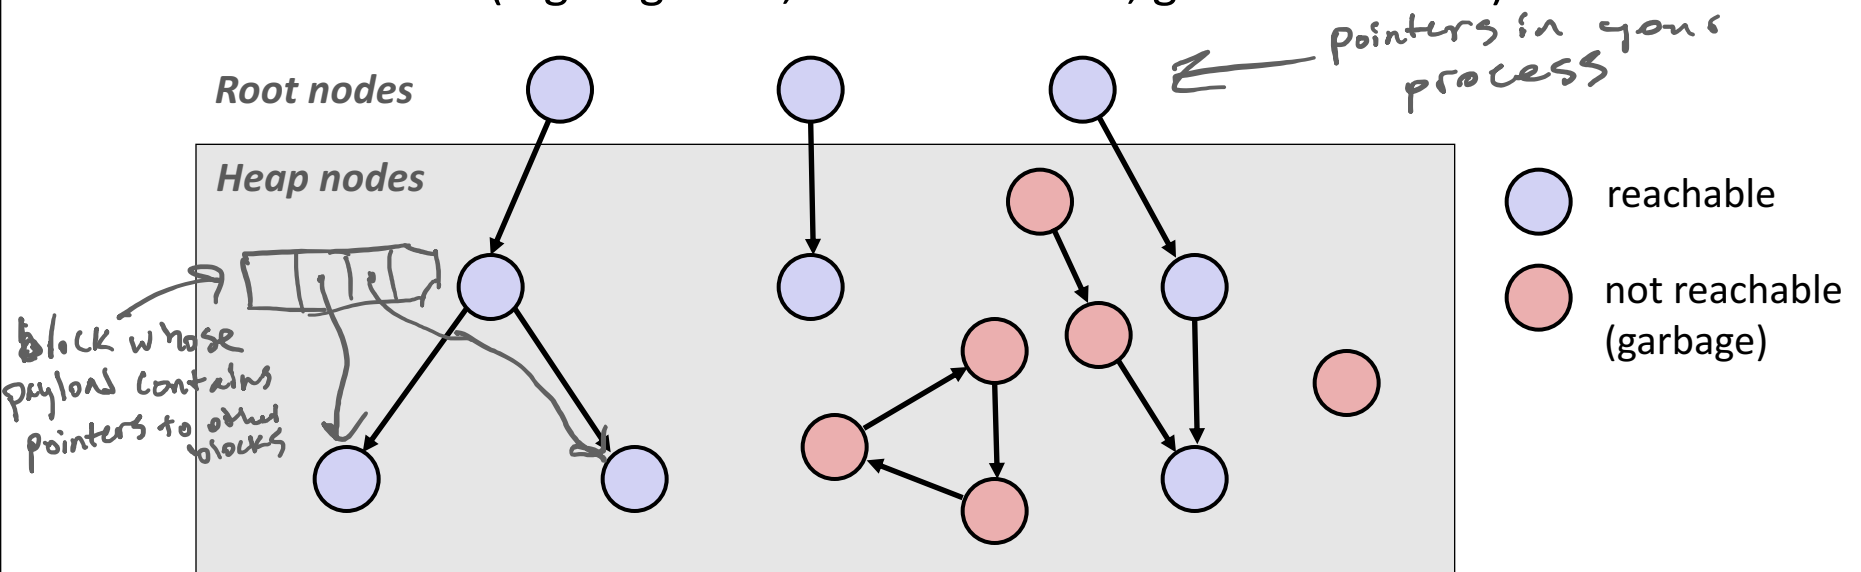 Root nodes
pointers in your
process
Heap nodes
reachable
not reachable
(garbage)
block whose
payload contains
pointers to other
blocks